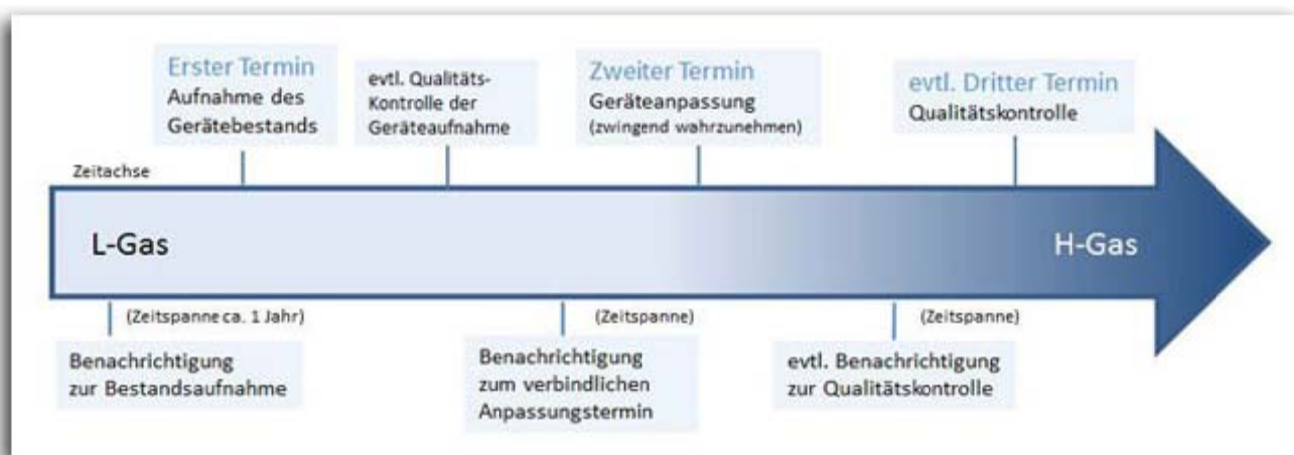 Erster Termin
Aufnahme des
Gerätebestands
evtl. Qualitäts-
Kontrolle der
Geräteaufnahme
Zweiter Termin
Geräteanpassung
(zwingend wahrzunehmen)
evtl. Dritter Termin
Qualitätskontrolle
Zeitachse
L-Gas
H-Gas
(Zeitspanne ca. 1 Jahr)
Benachrichtigung
zur Bestandsaufnahme
(Zeitspanne)
Benachrichtigung
zum verbindlichen
Anpassungstermin
(Zeitspanne)
evtl. Benachrichtigung
zur Qualitätskontrolle